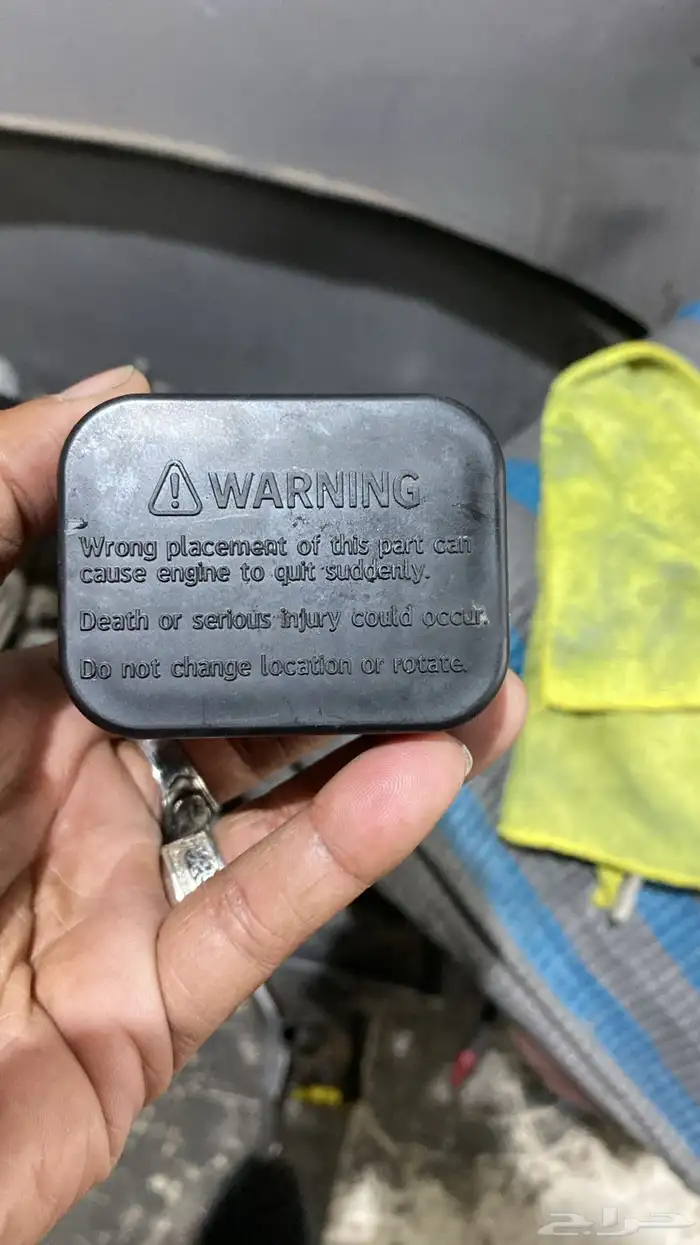 WARNING
Wrong placement of this part can
cause engine to quit suddenly.
Death or serious injury could occur.
Do not change location or rotate.
حراج